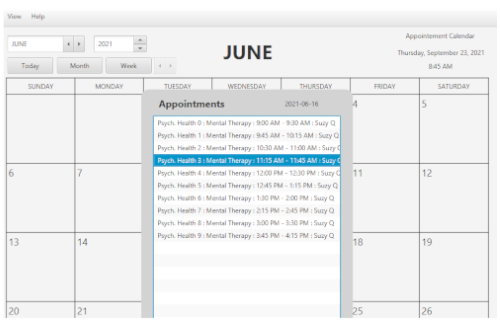 View Help
Appointement Calendar
JUNE 2021
Thursday, September 23, 2021
JUNE
8:45 AM
Today Month Week
SUNDAY MONDAY TUESDAY WEDNESDAY THURSDAY FRIDAY SATURDAY
Appointments 2021-06-16
4 5
Psych. Health 0 : Mental Therapy : 9:00 AM - 9:30 AM : Suzy Q
Psych. Health 1 : Mental Therapy : 9:45 AM - 10:15 AM : Suzy Q
Psych. Health 2 : Mental Therapy : 10:30 AM - 11:00 AM : Suzy
Psych. Health 3 : Mental Therapy : 11:15 AM - 11:45 AM : Suzy
6 7 11 12
Psych. Health 4 : Mental Therapy : 12:00 PM - 12:30 PM : Suzy
Psych. Health 5 : Mental Therapy : 12:45 PM - 1:15 PM : Suzy Q
Psych. Health 6 : Mental Therapy : 1:30 PM - 2:00 PM : Suzy Q
Psych. Health 7 : Mental Therapy : 2:15 PM - 2:45 PM : Suzy Q
Psych. Health 8 : Mental Therapy : 3:00 PM - 3:30 PM : Suzy Q
Psych. Health 9 : Mental Therapy : 3:45 PM - 4:15 PM : Suzy Q
13 14 18 19
20 21 25 26